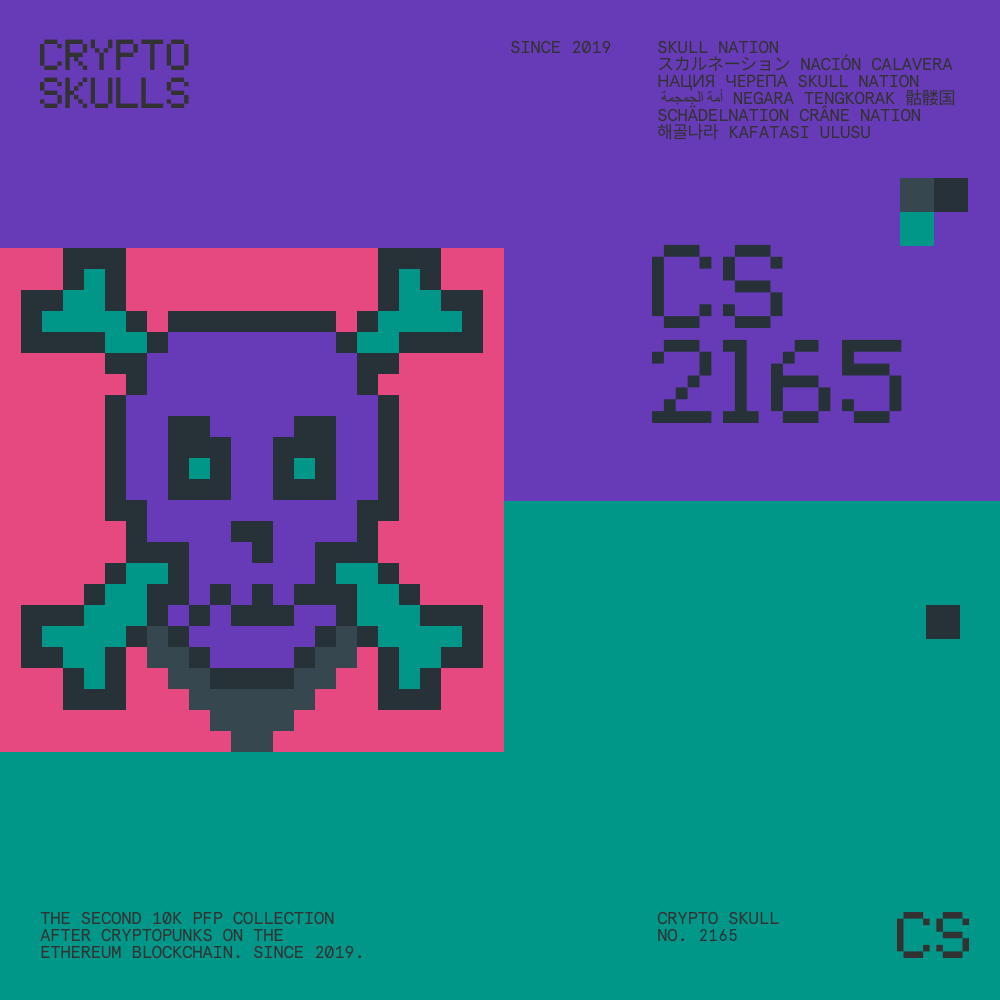 CRYPTO
SKULLS
SINCE 2019
SKULL NATION
スカルネーション NACIÓN CALAVERA
НАЦИЯ ЧЕРЕПА SKULL NATION
أمة الجمجمة NEGARA TENGKORAK 骷髅国
SCHÄDELNATION CRÂNE NATION
해골나라 KAFATASI ULUSU
CS
2165
THE SECOND 10K PFP COLLECTION
AFTER CRYPTOPUNKS ON THE
ETHEREUM BLOCKCHAIN. SINCE 2019.
CRYPTO SKULL
NO. 2165
CS